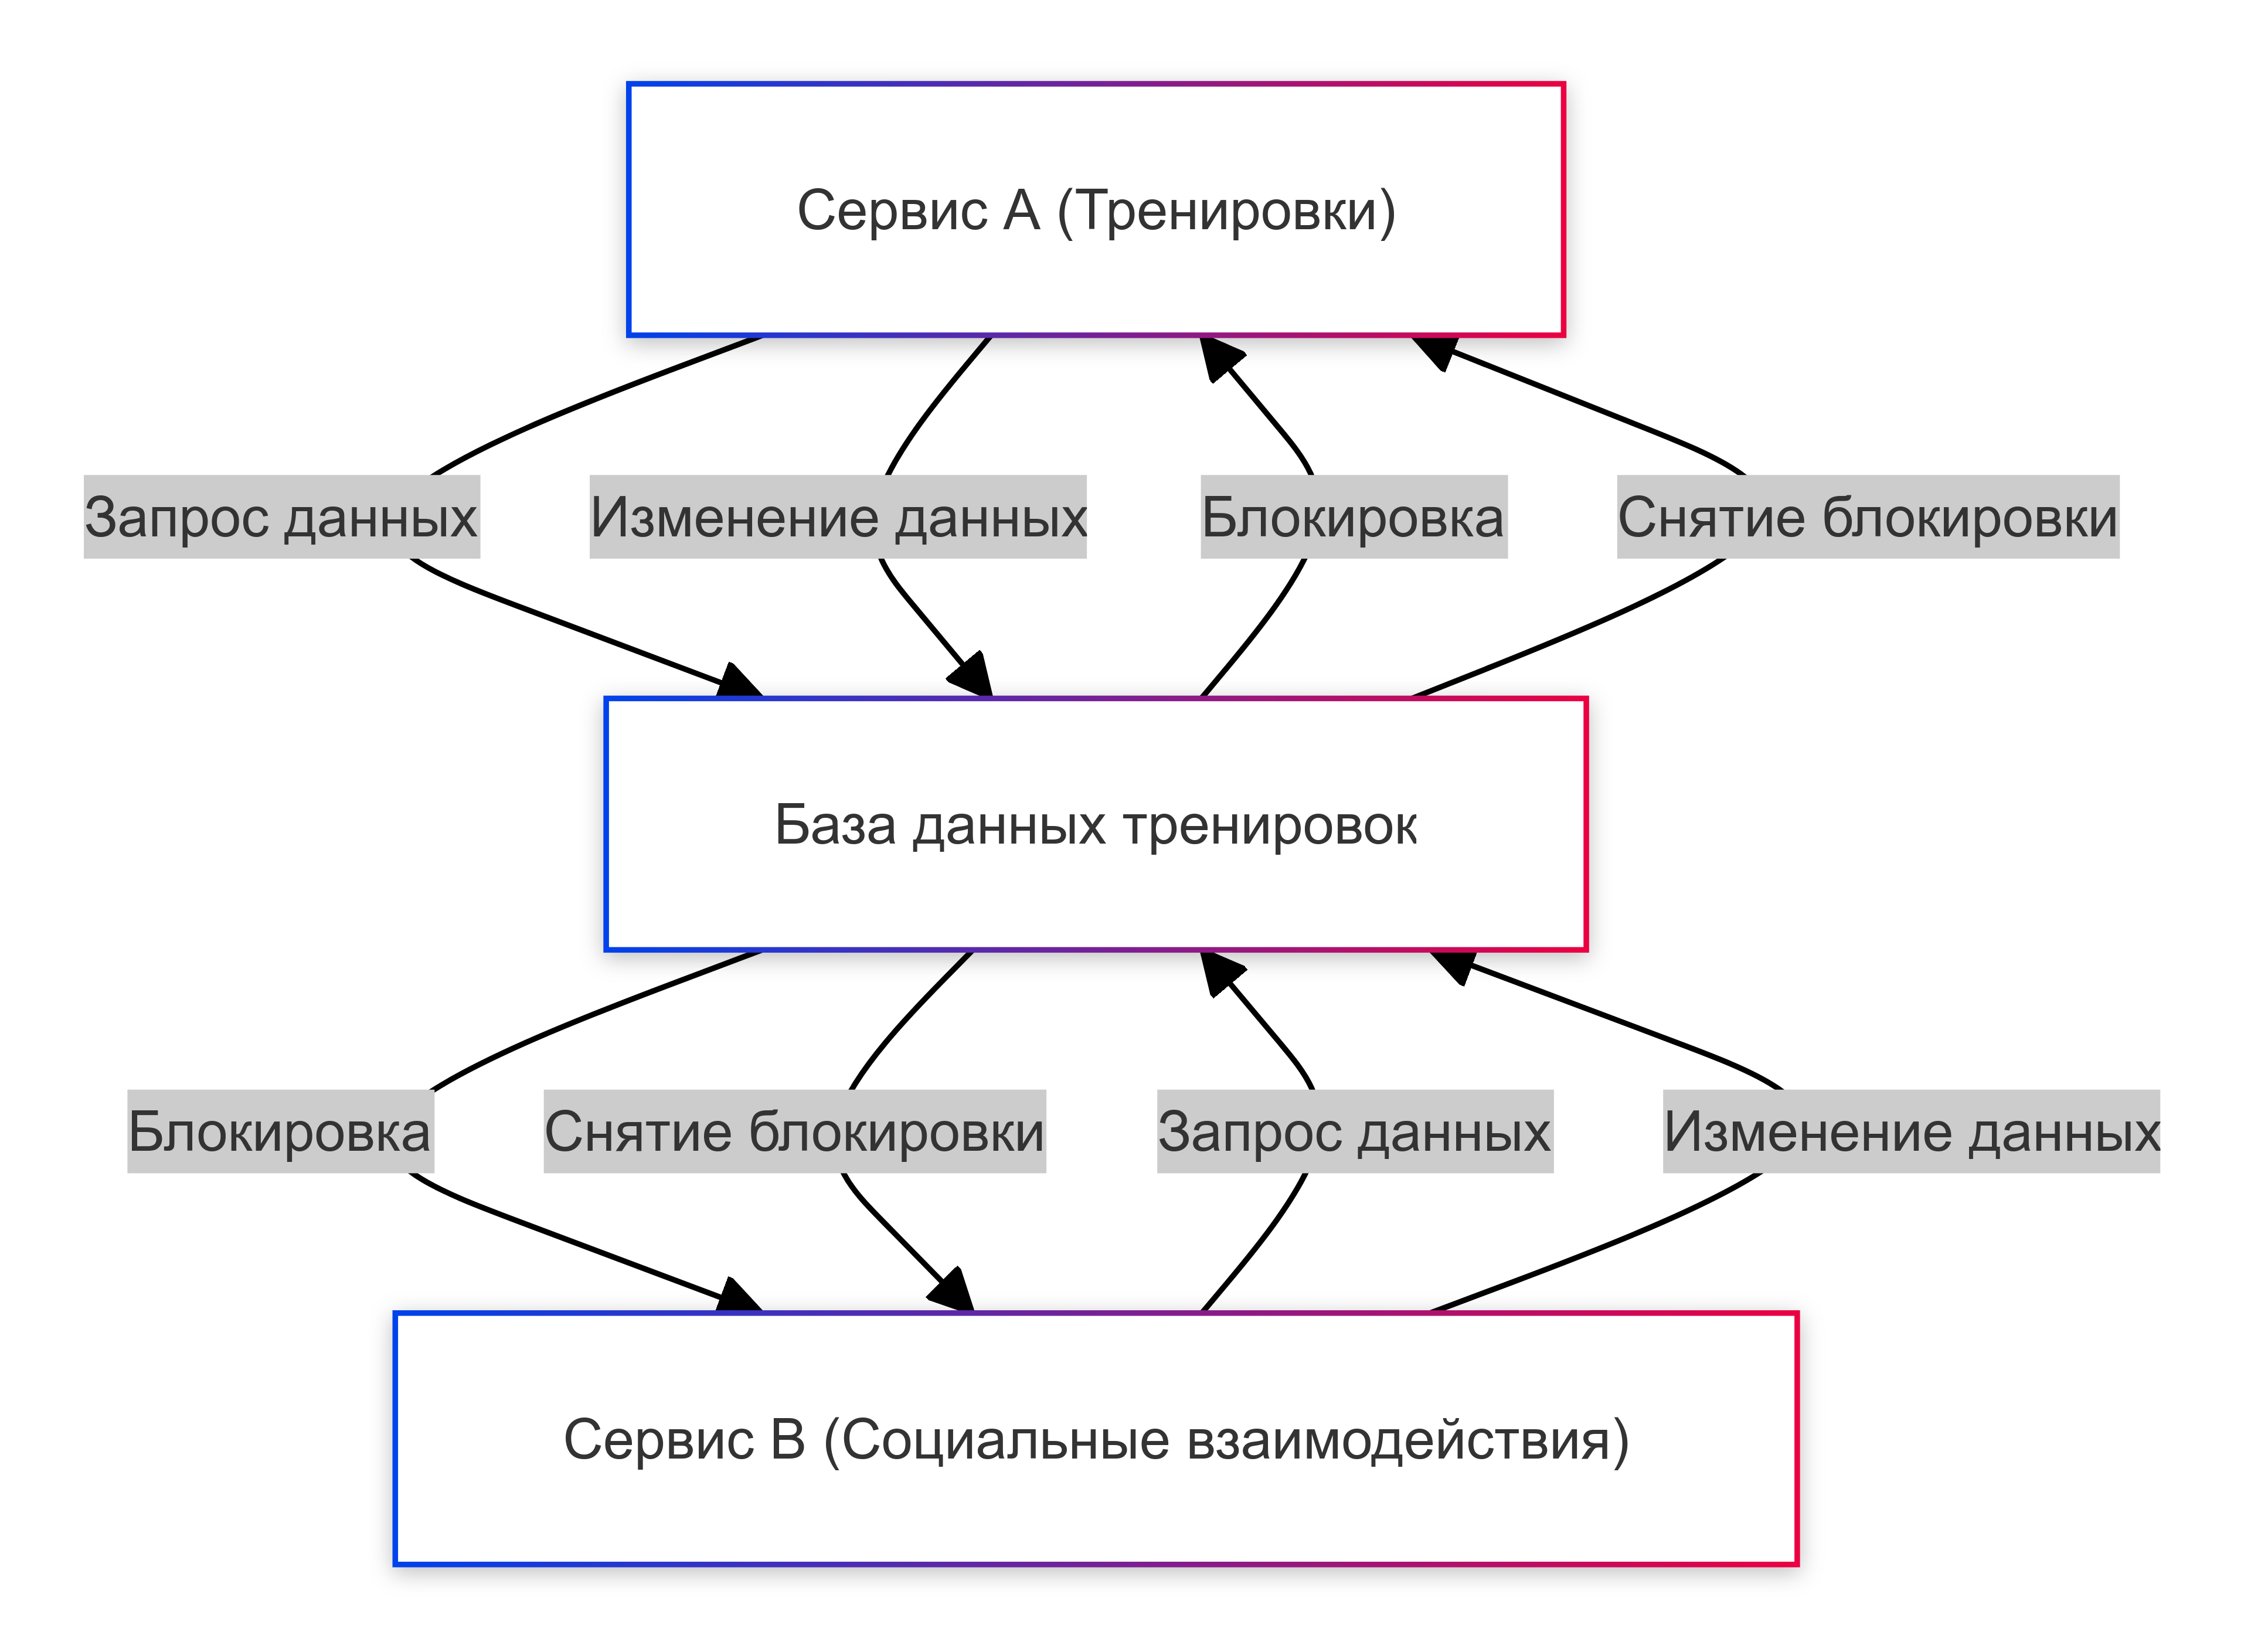 Сервис А (Тренировки)
Запрос данных
Изменение данных
Блокировка
Снятие блокировки
База данных тренировок
Блокировка
Снятие блокировки
Запрос данных
Изменение данных
Сервис В (Социальные взаимодействия)